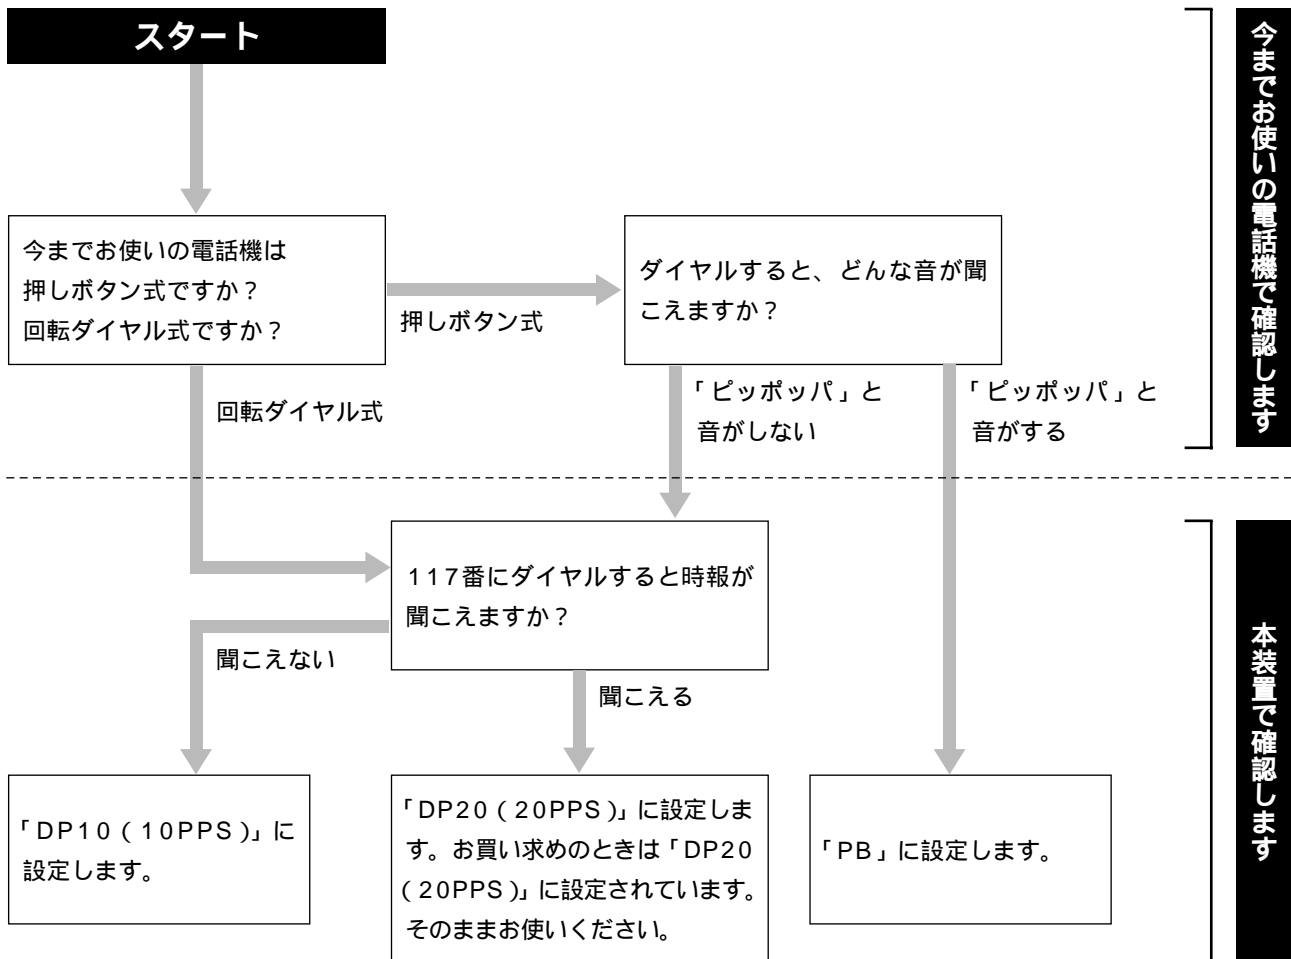 スタート
今までお使いの電話機で確認します
今までお使いの電話機は
押しボタン式ですか？
回転ダイヤル式ですか？
押しボタン式
ダイヤルすると、どんな音が聞
こえますか？
回転ダイヤル式
「ピッポッパ」と
音がしない
「ピッポッパ」と
音がする
117番にダイヤルすると時報が
聞こえますか？
聞こえない
聞こえる
本装置で確認します
「DP10（10PPS）」に
設定します。
「DP20（20PPS）」に設定しま
す。お買い求めのときは「DP20
（20PPS）」に設定されています。
そのままお使いください。
「PB」に設定します。